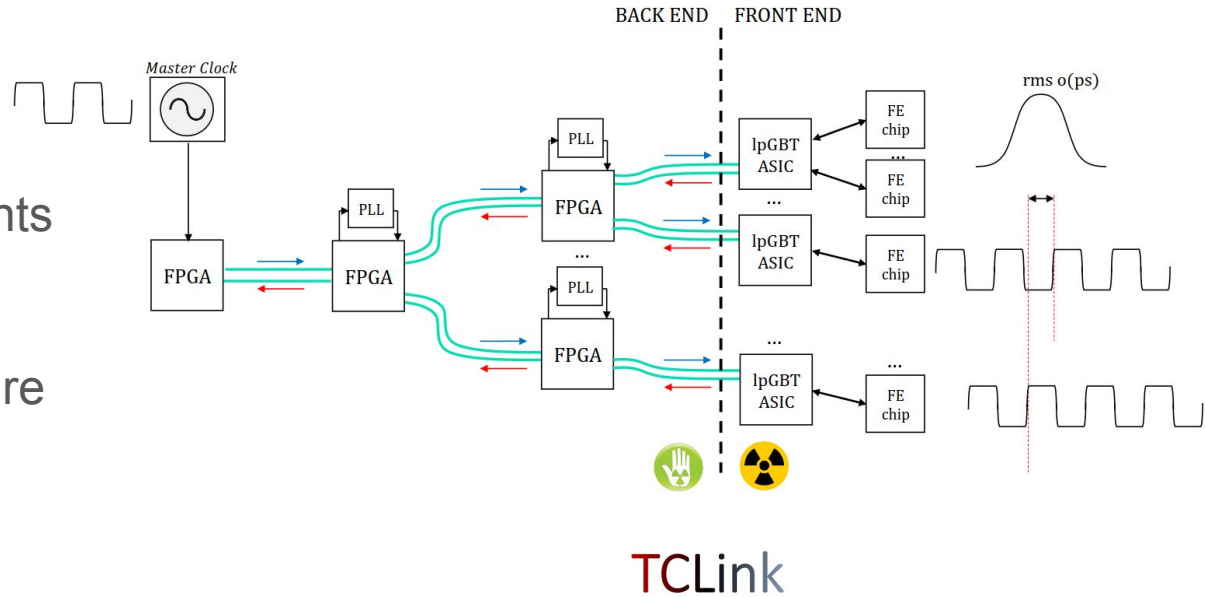 BACK END
FRONT END
Master Clock
rms o(ps)
FE
chip
...
FE
chip
PLL
lpGBT
ASIC
...
FPGA
PLL
lpGBT
ASIC
FE
chip
FPGA
FPGA
...
PLL
FPGA
...
lpGBT
ASIC
...
FE
chip
nts
re
TCLink